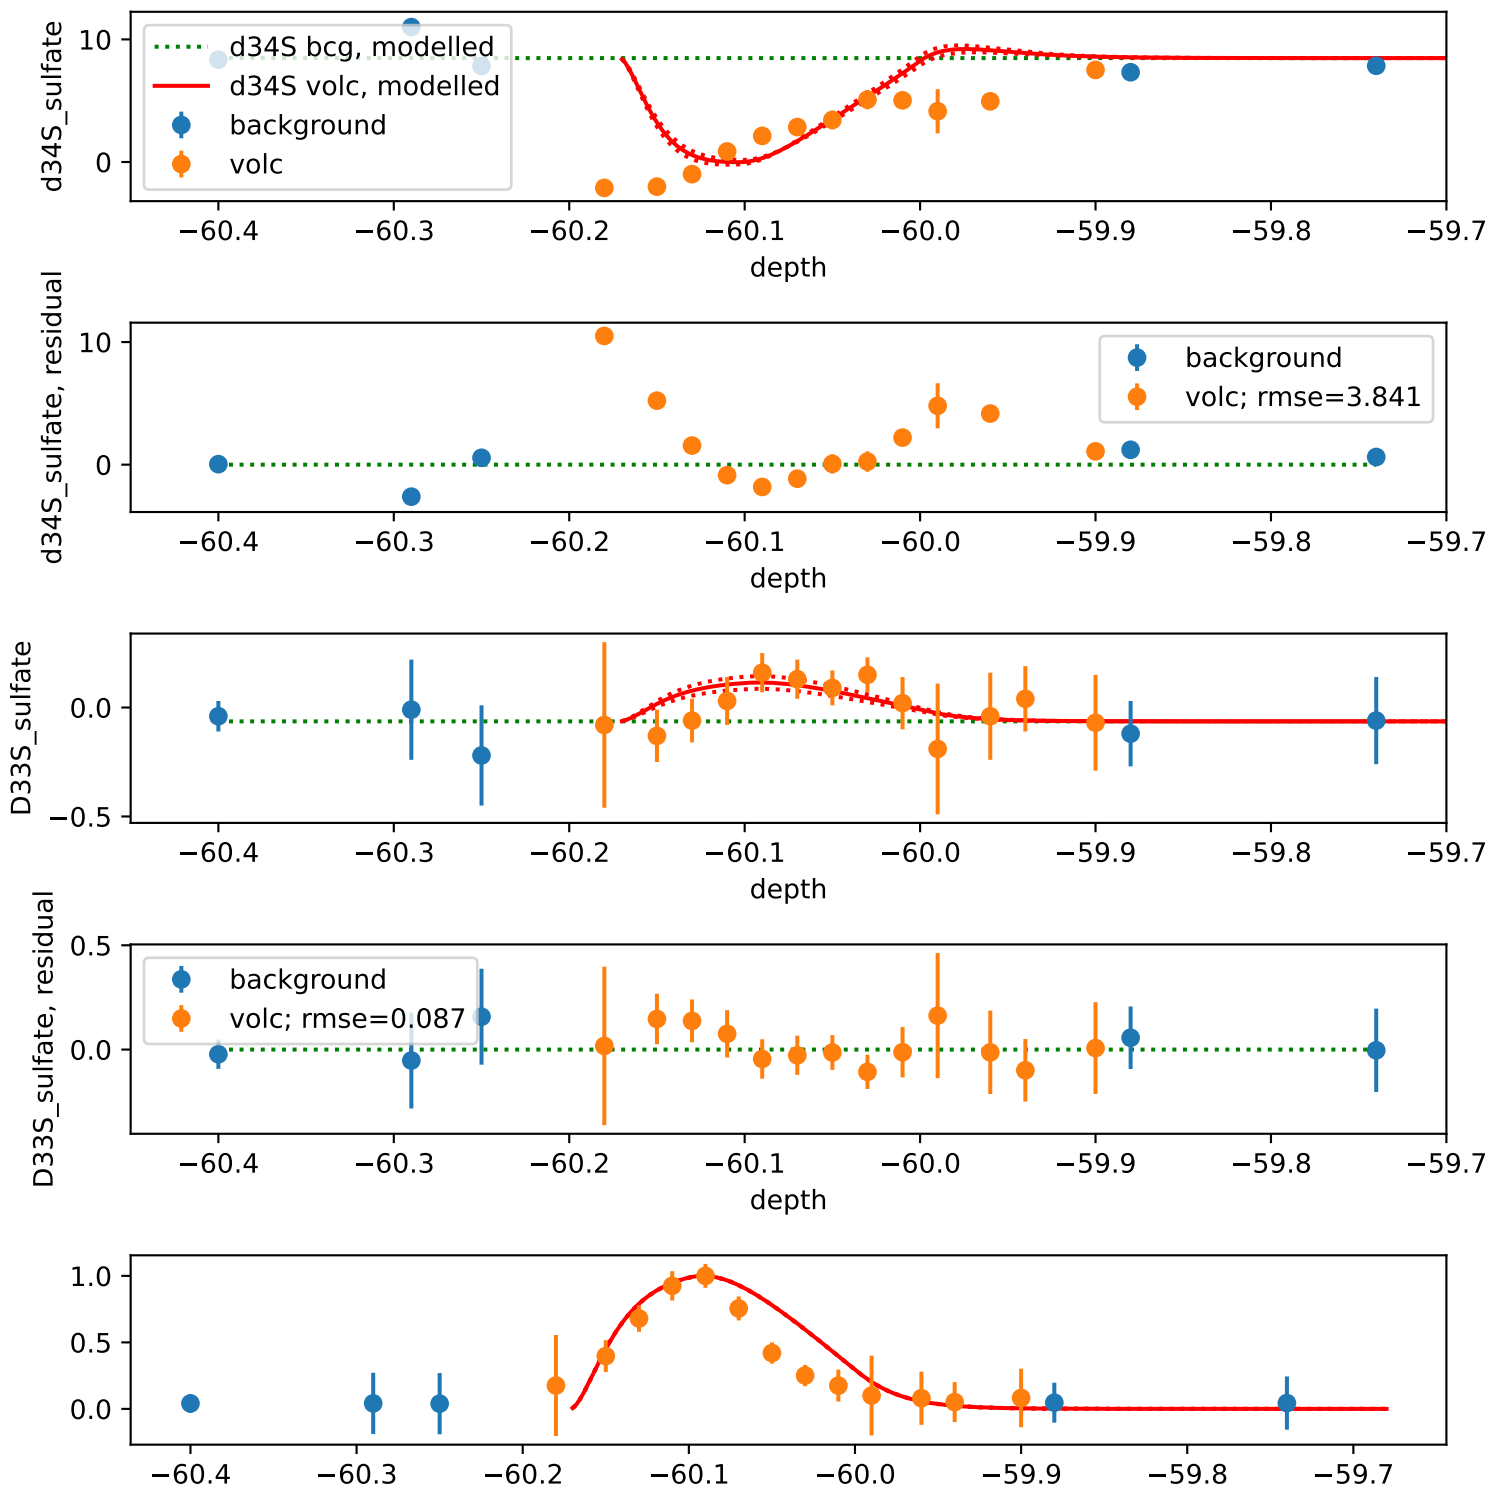 d34S_sulfate
10
0
d34S bcg, modelled
d34S volc, modelled
background
volc
−60.4 −60.3 −60.2 −60.1 −60.0 −59.9 −59.8 −59.7
depth
d34S_sulfate, residual
10
0
background
volc; rmse=3.841
−60.4 −60.3 −60.2 −60.1 −60.0 −59.9 −59.8 −59.7
depth
D33S_sulfate
0.0
−0.5
−60.4 −60.3 −60.2 −60.1 −60.0 −59.9 −59.8 −59.7
depth
D33S_sulfate, residual
0.5
0.0
background
volc; rmse=0.087
−60.4 −60.3 −60.2 −60.1 −60.0 −59.9 −59.8 −59.7
depth
1.0
0.5
0.0
−60.4 −60.3 −60.2 −60.1 −60.0 −59.9 −59.8 −59.7